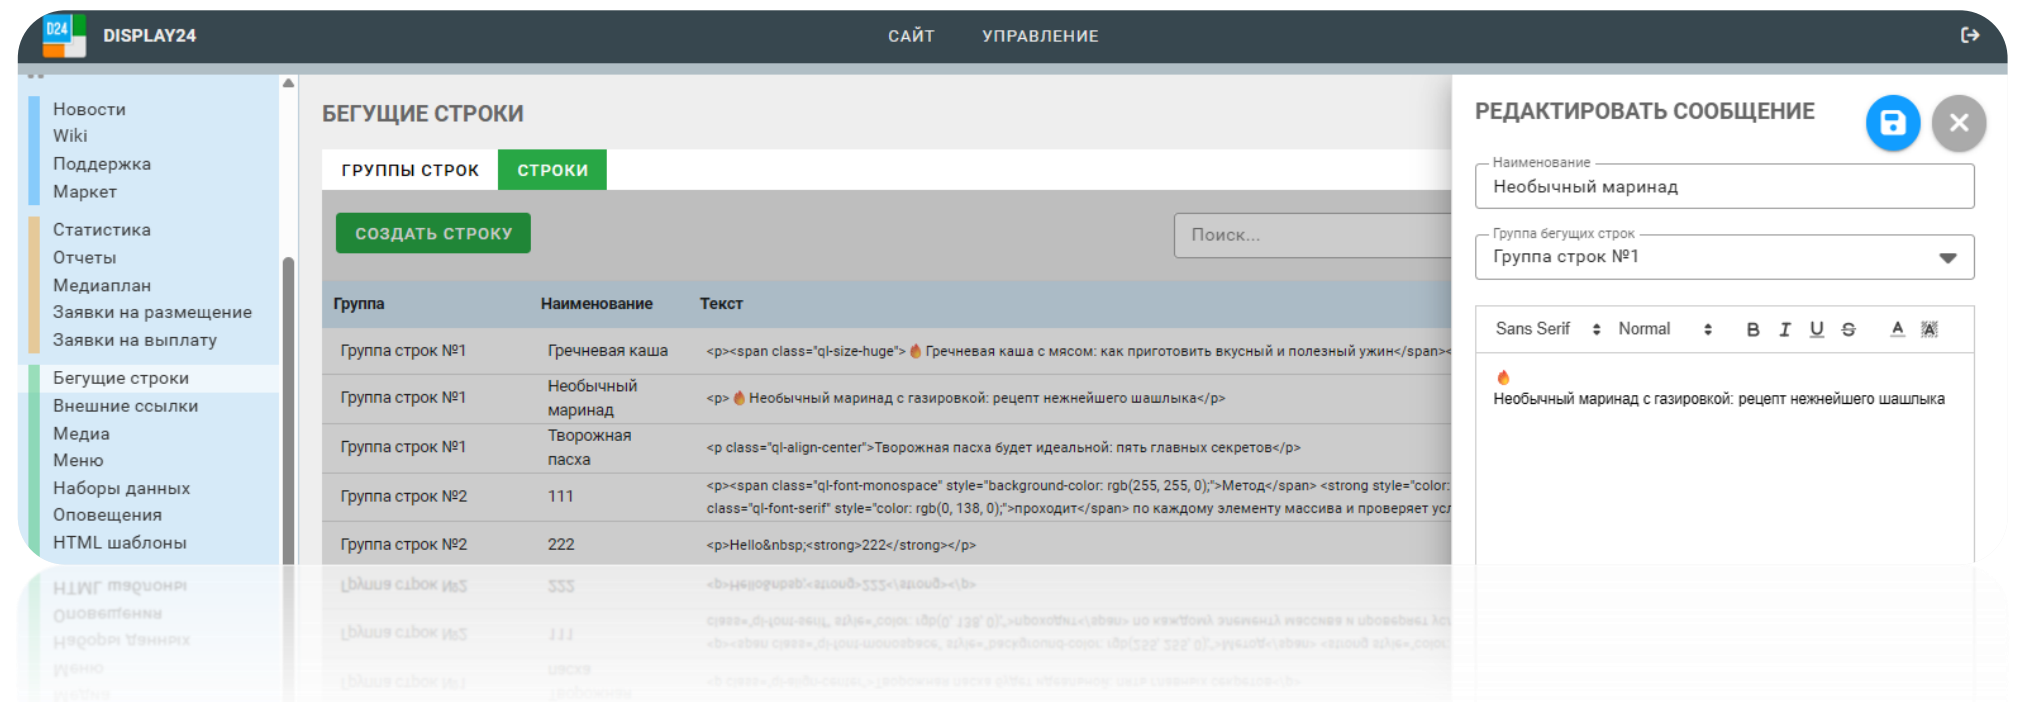 D24
DISPLAY24
САЙТ
УПРАВЛЕНИЕ
Новости
Wiki
Поддержка
Маркет
Статистика
Отчеты
Медиаплан
Заявки на размещение
Заявки на выплату
Бегущие строки
Внешние ссылки
Медиа
Меню
Наборы данных
Оповещения
HTML шаблоны
БЕГУЩИЕ СТРОКИ
ГРУППЫ СТРОК
СТРОКИ
СОЗДАТЬ СТРОКУ
Поиск...
Группа Наименование Текст
Группа строк №1 Гречневая каша <p><span class="ql-size-huge"> 🔥 Гречневая каша с мясом: как приготовить вкусный и полезный ужин</span><
Группа строк №1 Необычный маринад <p> 🔥 Необычный маринад с газировкой: рецепт нежнейшего шашлыка</p>
Группа строк №1 Творожная пасха <p class="ql-align-center">Творожная пасха будет идеальной: пять главных секретов</p>
Группа строк №2 111 <p><span class="ql-font-monospace" style="background-color: rgb(255, 255, 0);">Метод</span> <strong style="color:
class="ql-font-serif" style="color: rgb(0, 138, 0);">проходит</span> по каждому элементу массива и проверяет усл
Группа строк №2 222 <p>Hello&nbsp;<strong>222</strong></p>
РЕДАКТИРОВАТЬ СООБЩЕНИЕ
Наименование
Необычный маринад
Группа бегущих строк
Группа строк №1
Sans Serif Normal B I U S A A
🔥
Необычный маринад с газировкой: рецепт нежнейшего шашлыка